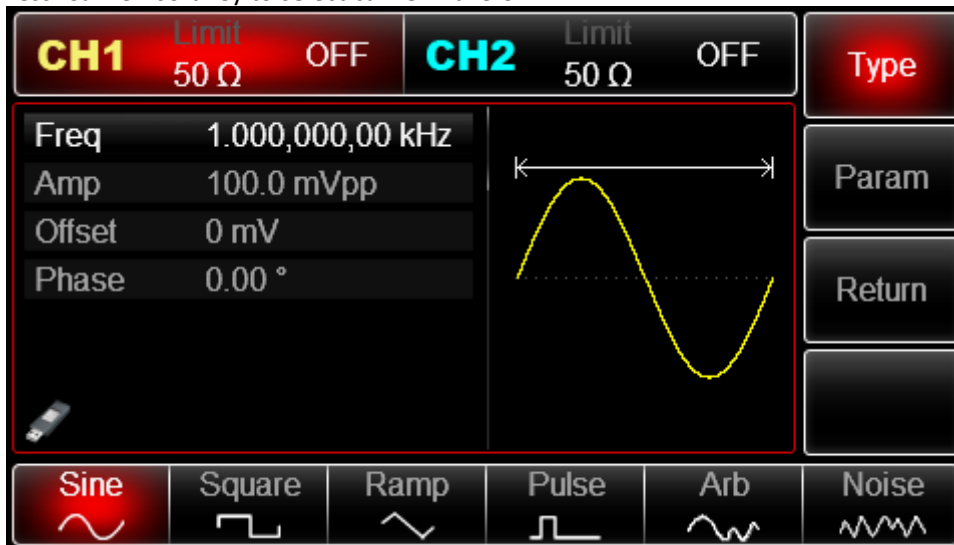 CH1 Limit 50 Ω OFF CH2 Limit 50 Ω OFF
Type
Freq 1.000,000,00 kHz
Amp 100.0 mVpp
Offset 0 mV
Phase 0.00 °
Param
Return
Sine Square Ramp Pulse Arb Noise